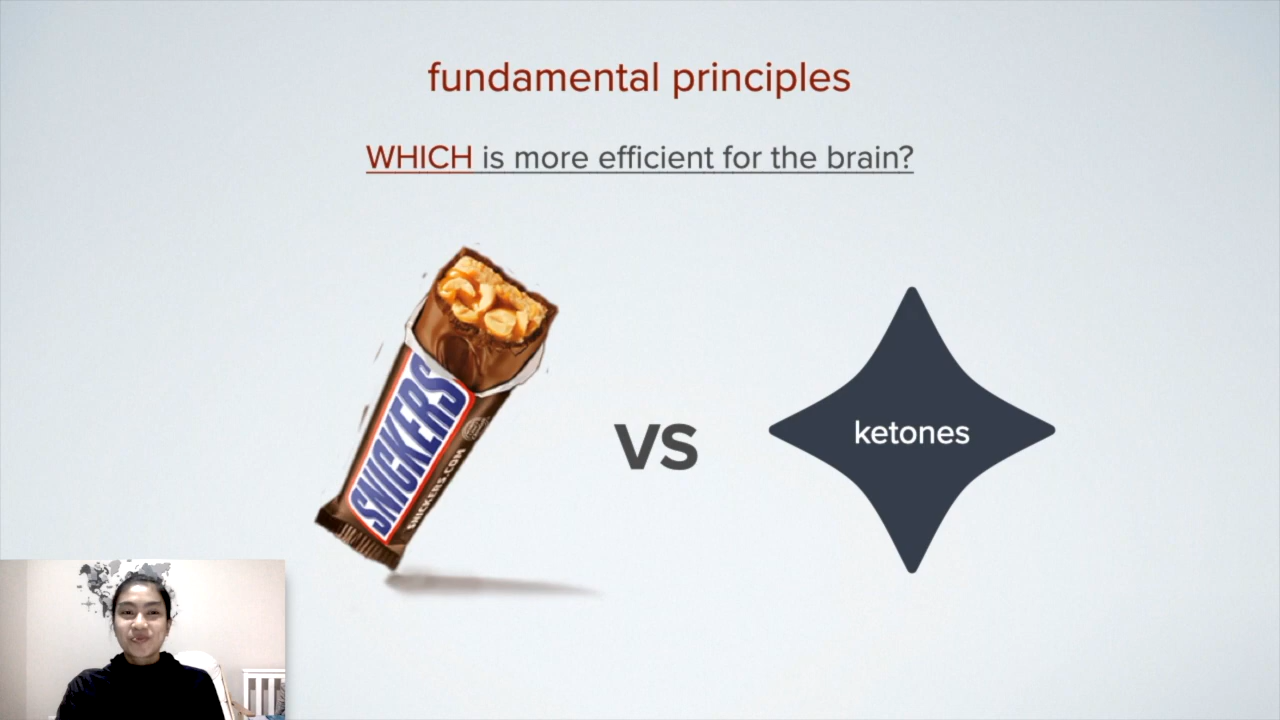 fundamental principles
WHICH is more efficient for the brain?
SNICKERS
SNICKERS.COM
VS
ketones